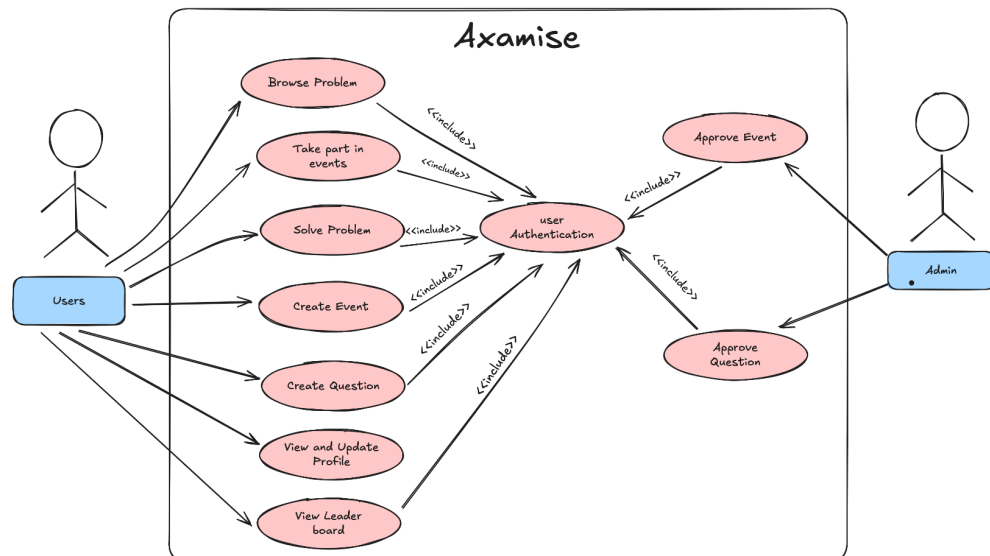 Axamise
Browse Problem
<<include>>
Approve Event
Take part in
events
<<include>>
<<include>>
Solve Problem
<<include>>
user
Authentication
Admin
Users
Create Event
<<include>>
<<include>>
<<include>>
Approve
Question
Create Question
<<include>>
View and Update
Profile
View Leader
board